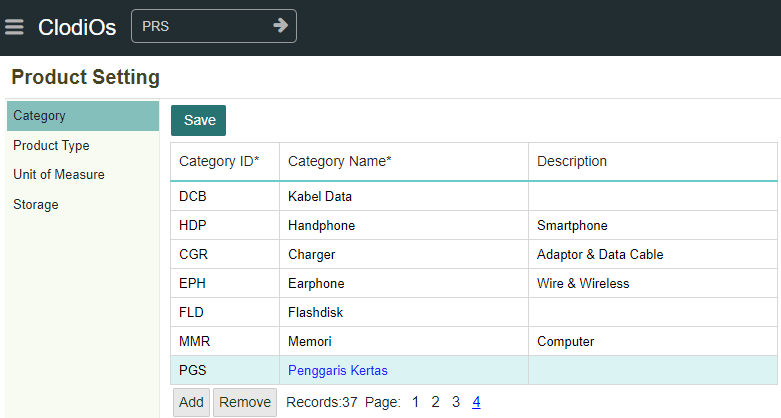 ClodiOs PRS
Product Setting
Category
Product Type
Unit of Measure
Storage
Save
Category ID* Category Name* Description
DCB Kabel Data
HDP Handphone Smartphone
CGR Charger Adaptor & Data Cable
EPH Earphone Wire & Wireless
FLD Flashdisk
MMR Memori Computer
PGS Penggaris Kertas
Add Remove Records:37 Page: 1 2 3 4